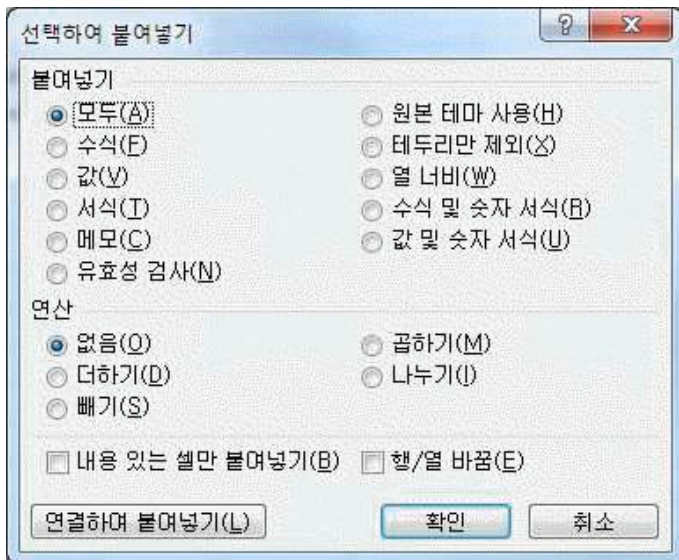 선택하여 붙여넣기
붙여넣기
모두(A) 원본 테마 사용(H)
수식(F) 테두리만 제외(X)
값(V) 열 너비(W)
서식(T) 수식 및 숫자 서식(R)
메모(C) 값 및 숫자 서식(U)
유효성 검사(N)
연산
없음(O) 곱하기(M)
더하기(D) 나누기(I)
빼기(S)
내용 있는 셀만 붙여넣기(B) 행/열 바꿈(E)
연결하여 붙여넣기(L) 확인 취소